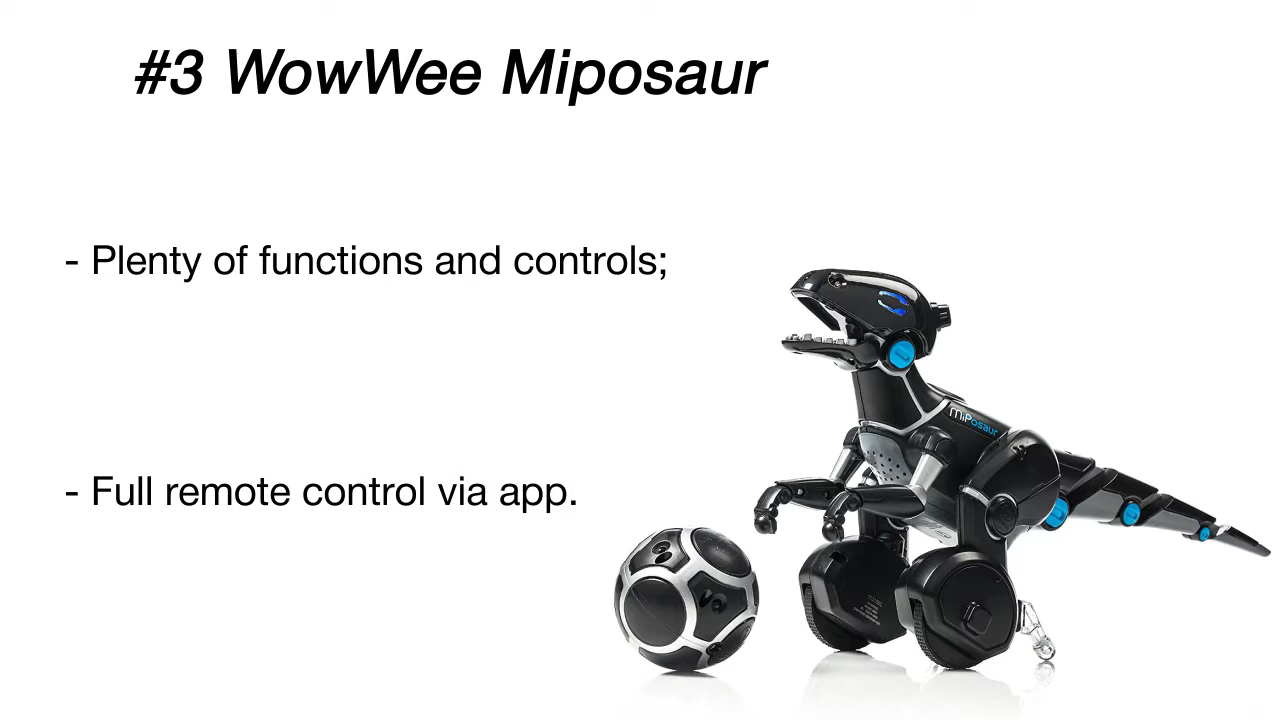 #3 WowWee Miposaur
- Plenty of functions and controls;
MiPosaur
- Full remote control via app.